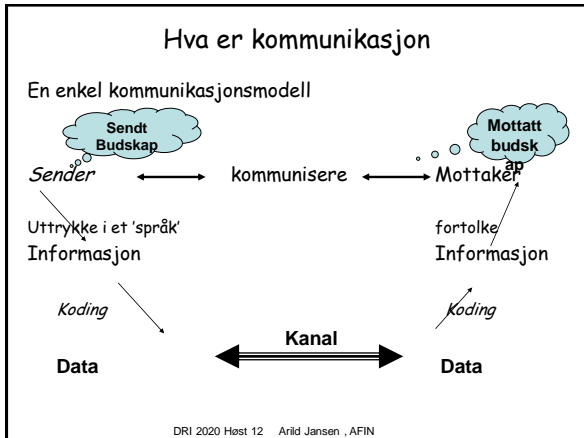 Hva er kommunikasjon
En enkel kommunikasjonsmodell
Sendt
Budskap
Mottatt
budsk
ap
Sender kommunisere Mottaker
Uttrykke i et ’språk’ fortolke
Informasjon Informasjon
Koding Koding
Kanal
Data Data
DRI 2020 Høst 12 Arild Jansen , AFIN